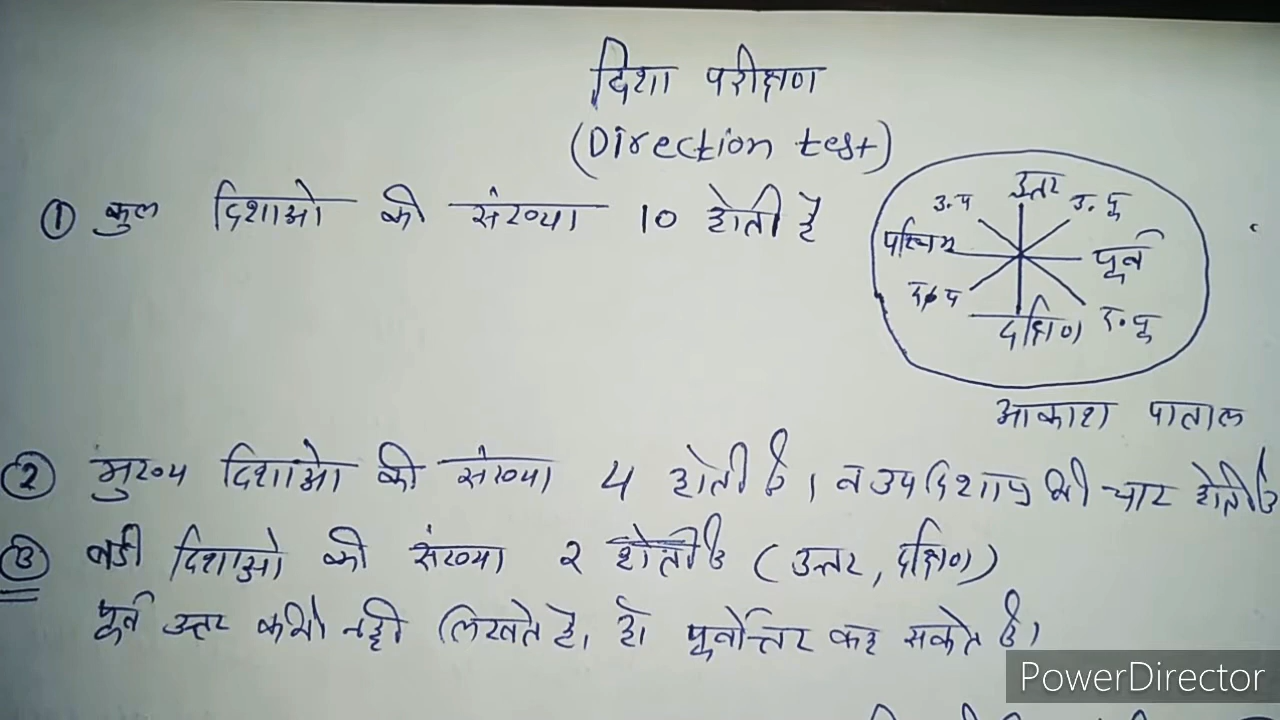 दिशा परीक्षण
(Direction test)
① कुल दिशाओ की संख्या 10 होती है
उत्तर
उ.प
उ.पू
पश्चिम
पूर्व
द.प
द.पू
दक्षिण
आकाश पाताल
② मुख्य दिशाओ की संख्या 4 होती है। व उपदिशाए भी चार होती है
③ बडी दिशाओ की संख्या २ होती है (उत्तर, दक्षिण)
पूर्व उत्तर कभी नही लिखते है। हां पूर्वोत्तर कह सकते है।
PowerDirector